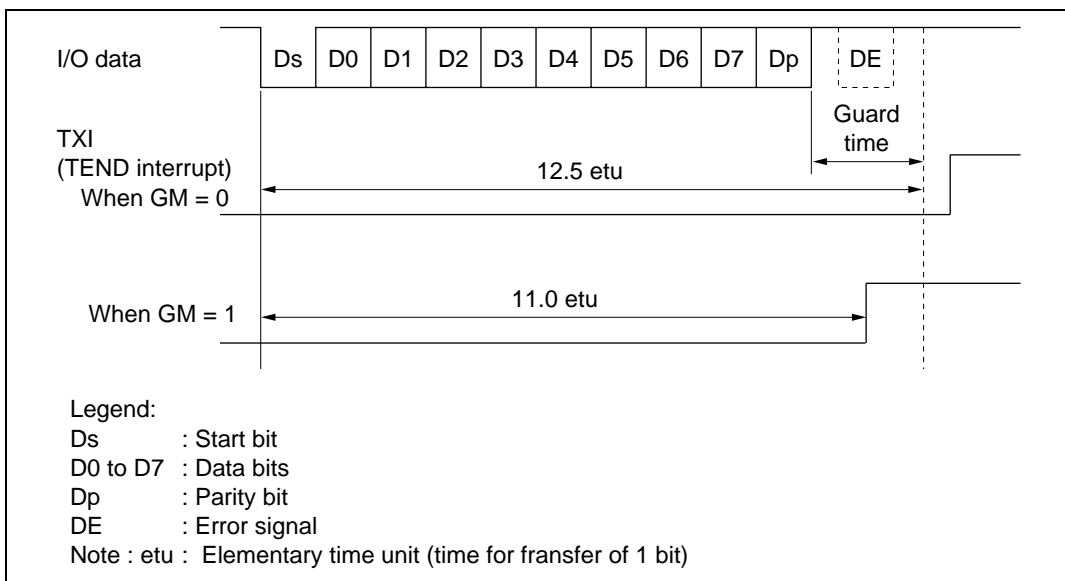 I/O data
Ds D0 D1 D2 D3 D4 D5 D6 D7 Dp DE
Guard
time
TXI
(TEND interrupt)
When GM = 0
12.5 etu
When GM = 1
11.0 etu
Legend:
Ds : Start bit
D0 to D7 : Data bits
Dp : Parity bit
DE : Error signal
Note : etu : Elementary time unit (time for fransfer of 1 bit)